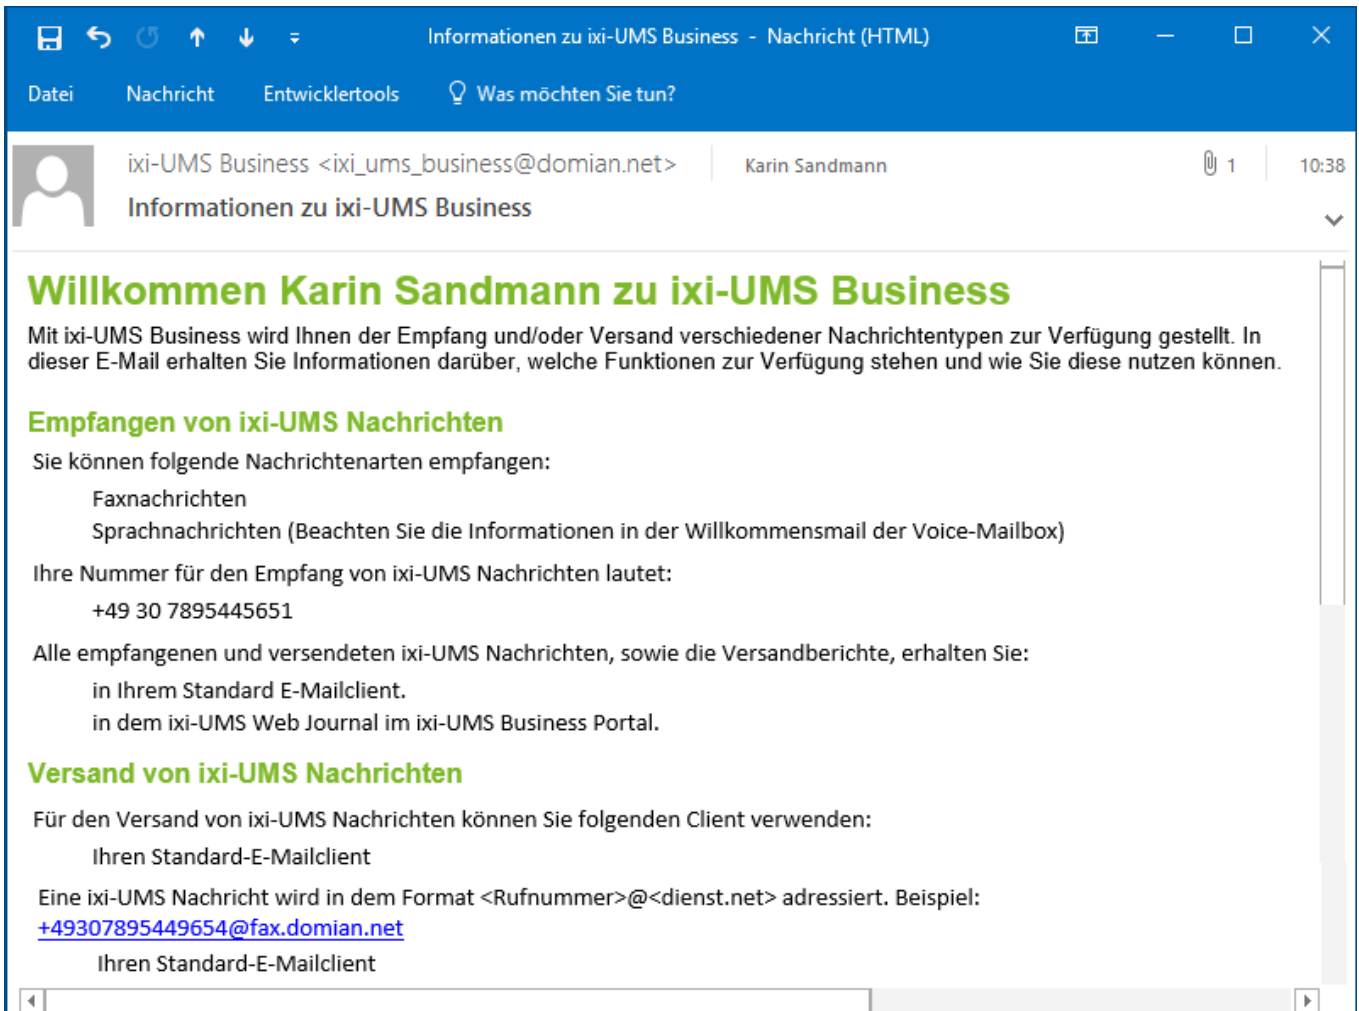 Informationen zu ixi-UMS Business - Nachricht (HTML)
Datei Nachricht Entwicklertools Was möchten Sie tun?
ixi-UMS Business <ixi_ums_business@domian.net> Karin Sandmann 1 10:38
Informationen zu ixi-UMS Business
Willkommen Karin Sandmann zu ixi-UMS Business
Mit ixi-UMS Business wird Ihnen der Empfang und/oder Versand verschiedener Nachrichtentypen zur Verfügung gestellt. In
dieser E-Mail erhalten Sie Informationen darüber, welche Funktionen zur Verfügung stehen und wie Sie diese nutzen können.
Empfangen von ixi-UMS Nachrichten
Sie können folgende Nachrichtenarten empfangen:
Faxnachrichten
Sprachnachrichten (Beachten Sie die Informationen in der Willkommensmail der Voice-Mailbox)
Ihre Nummer für den Empfang von ixi-UMS Nachrichten lautet:
+49 30 7895445651
Alle empfangenen und versendeten ixi-UMS Nachrichten, sowie die Versandberichte, erhalten Sie:
in Ihrem Standard E-Mailclient.
in dem ixi-UMS Web Journal im ixi-UMS Business Portal.
Versand von ixi-UMS Nachrichten
Für den Versand von ixi-UMS Nachrichten können Sie folgenden Client verwenden:
Ihren Standard-E-Mailclient
Eine ixi-UMS Nachricht wird in dem Format <Rufnummer>@<dienst.net> adressiert. Beispiel:
+49307895449654@fax.domian.net
Ihren Standard-E-Mailclient